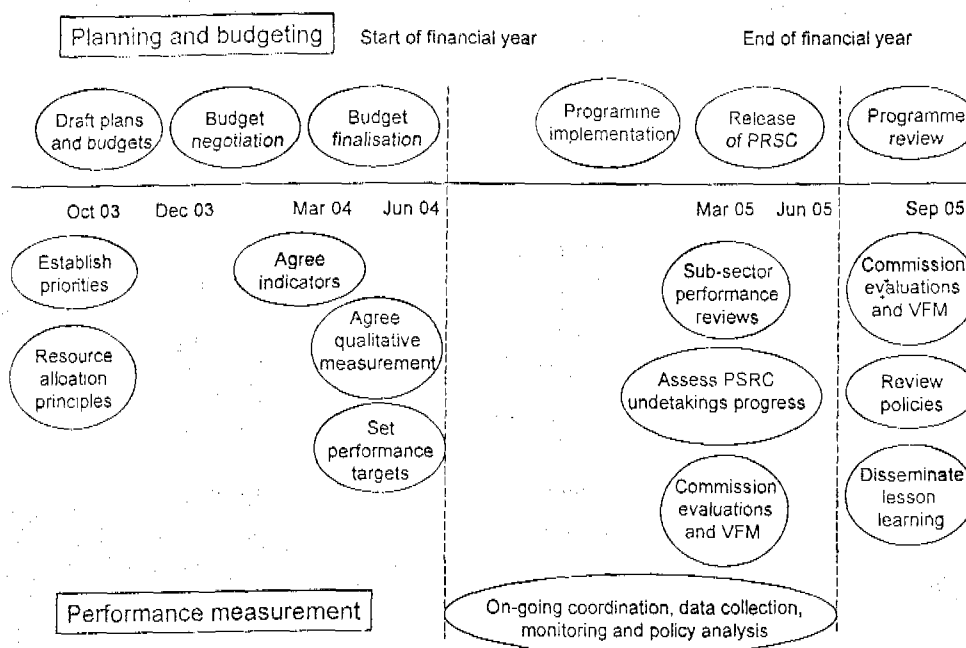 Planning and budgeting
Start of financial year
End of financial year
Draft plans
and budgets
Budget
negotiation
Budget
finalisation
Programme
implementation
Release
of PRSC
Programme
review
Oct 03
Dec 03
Mar 04
Jun 04
Mar 05
Jun 05
Sep 05
Establish
priorities
Agree
indicators
Sub-sector
performance
reviews
Commission
evaluations
and VFM
Resource
alloation
principles
Agree
qualitative
measurement
Assess PSRC
undetakings progress
Review
policies
Set
performance
targets
Commission
evaluations
and VFM
Disseminate
lesson
learning
Performance measurement
On-going coordination, data collection,
monitoring and policy analysis